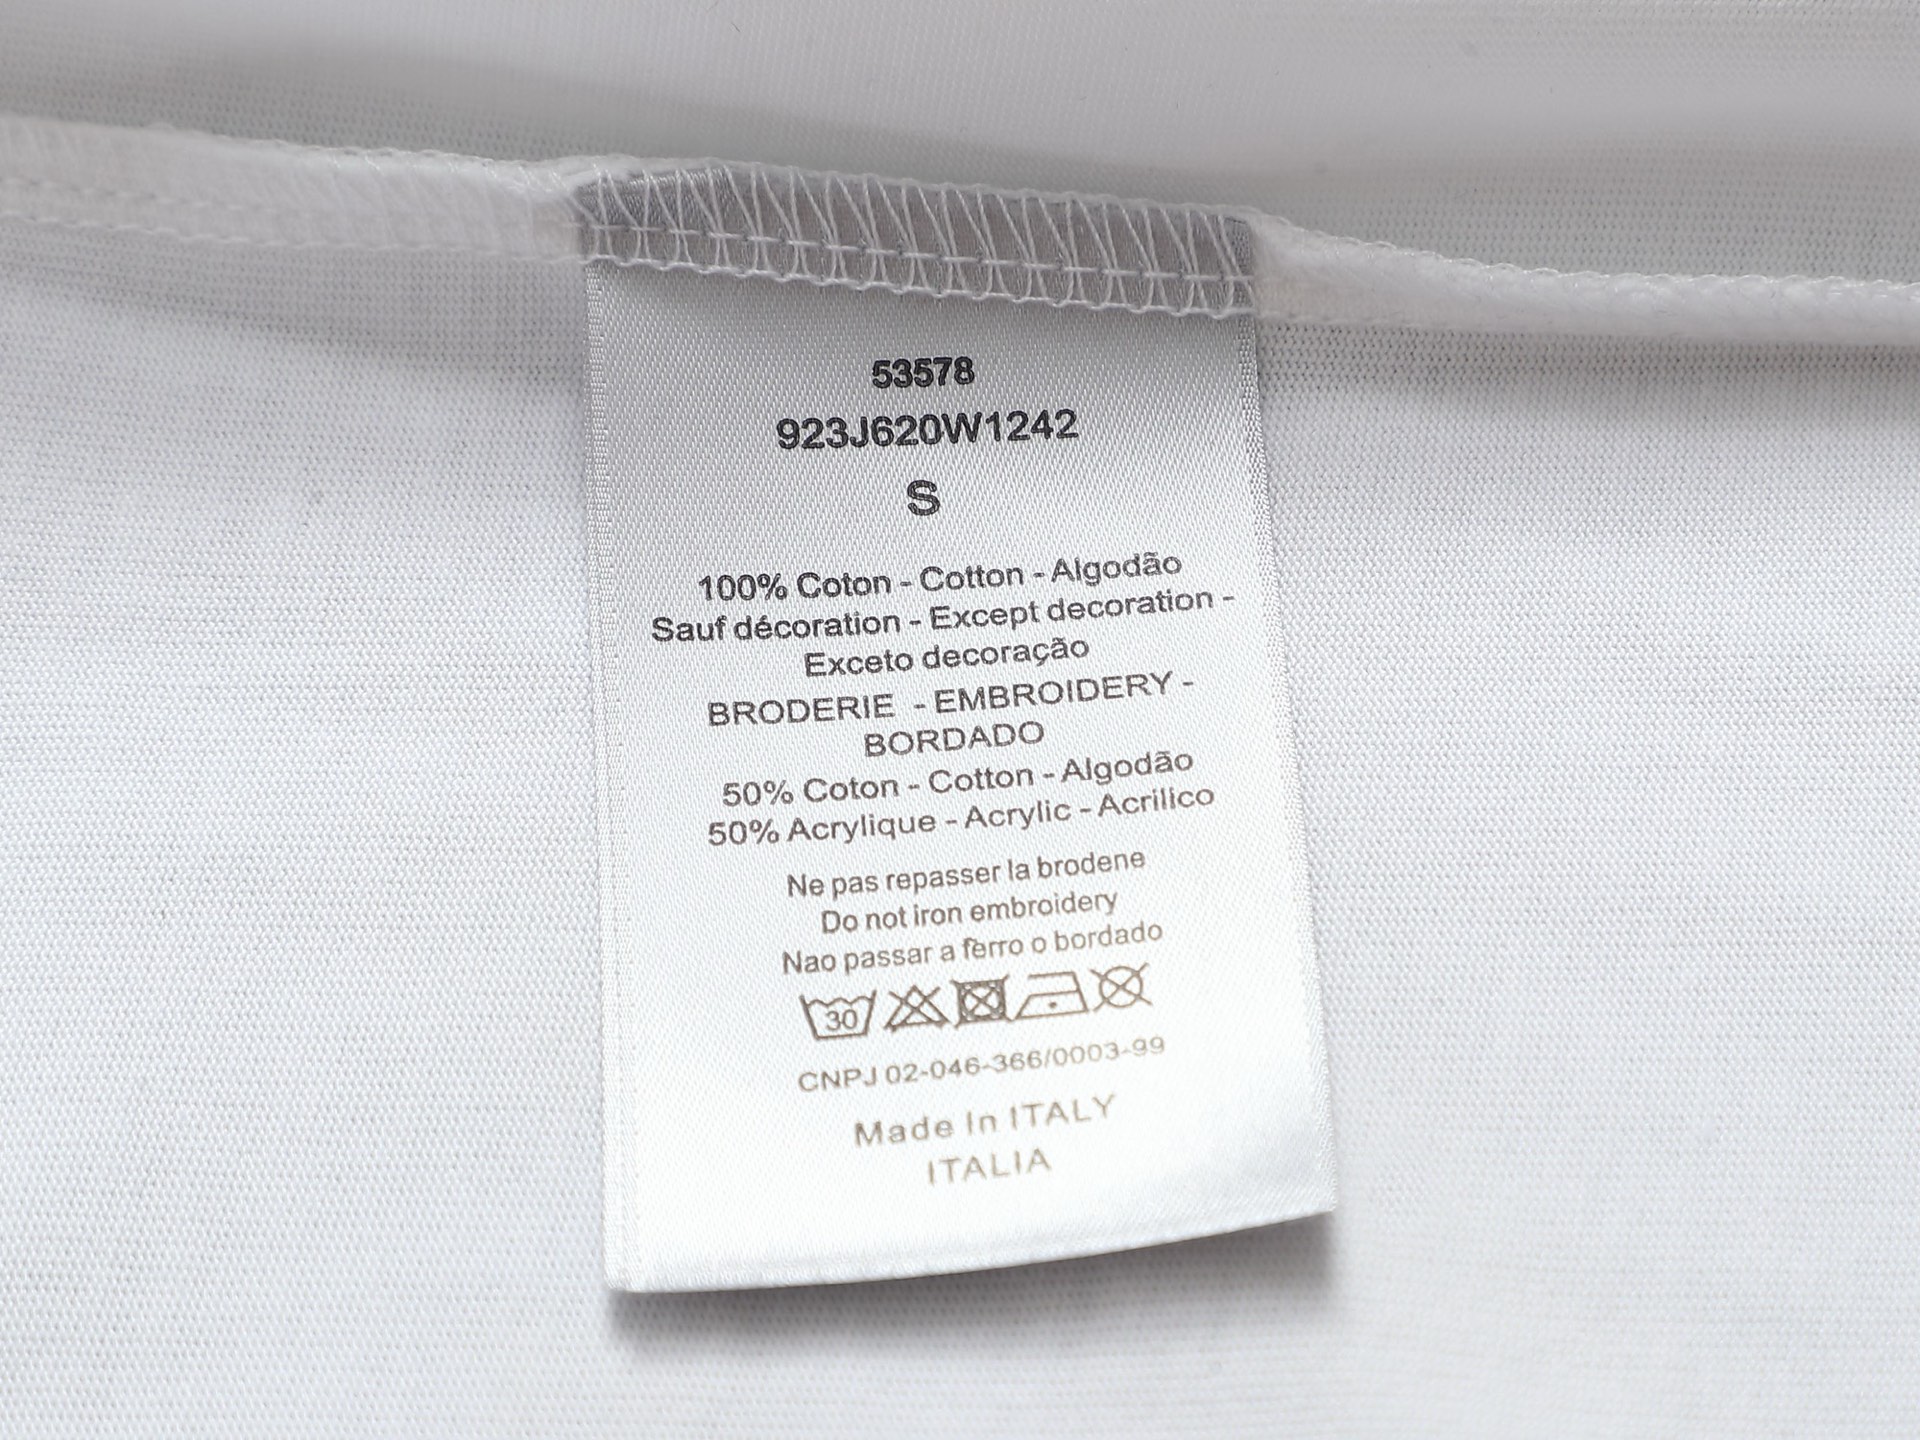 53578
923J620W1242
S
100% Coton - Cotton - Algodão
Sauf décoration - Except decoration -
Exceto decoração
BRODERIE - EMBROIDERY -
BORDADO
50% Coton - Cotton - Algodão
50% Acrylique - Acrylic - Acrilico
Ne pas repasser la brodene
Do not iron embroidery
Nao passar a ferro o bordado
30
CNPJ 02-046-366/0003-99
Made In ITALY
ITALIA